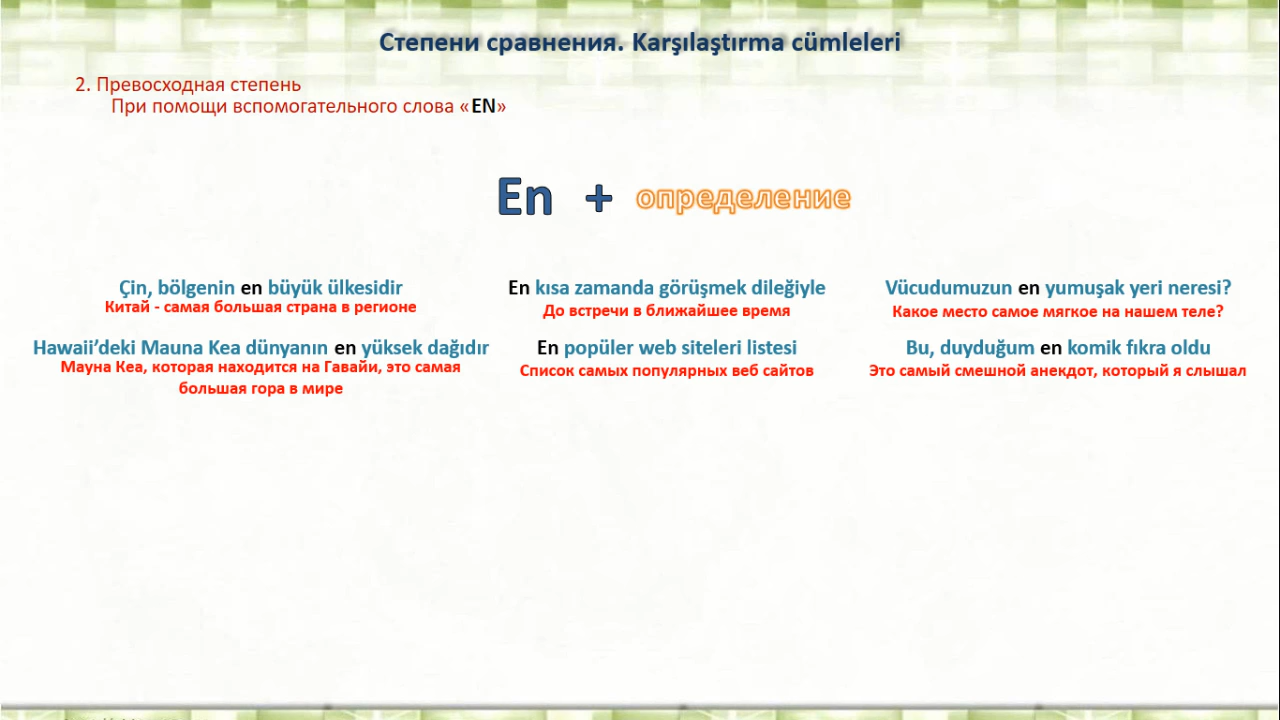 Степени сравнения. Karşılaştırma cümleleri
2. Превосходная степень
При помощи вспомогательного слова «EN»
En + определение
Çin, bölgenin en büyük ülkesidir
Китай - самая большая страна в регионе
Hawaii’deki Mauna Kea dünyanın en yüksek dağıdır
Мауна Кеа, которая находится на Гавайи, это самая
большая гора в мире
En kısa zamanda görüşmek dileğiyle
До встречи в ближайшее время
En popüler web siteleri listesi
Список самых популярных веб сайтов
Vücudumuzun en yumuşak yeri neresi?
Какое место самое мягкое на нашем теле?
Bu, duyduğum en komik fıkra oldu
Это самый смешной анекдот, который я слышал